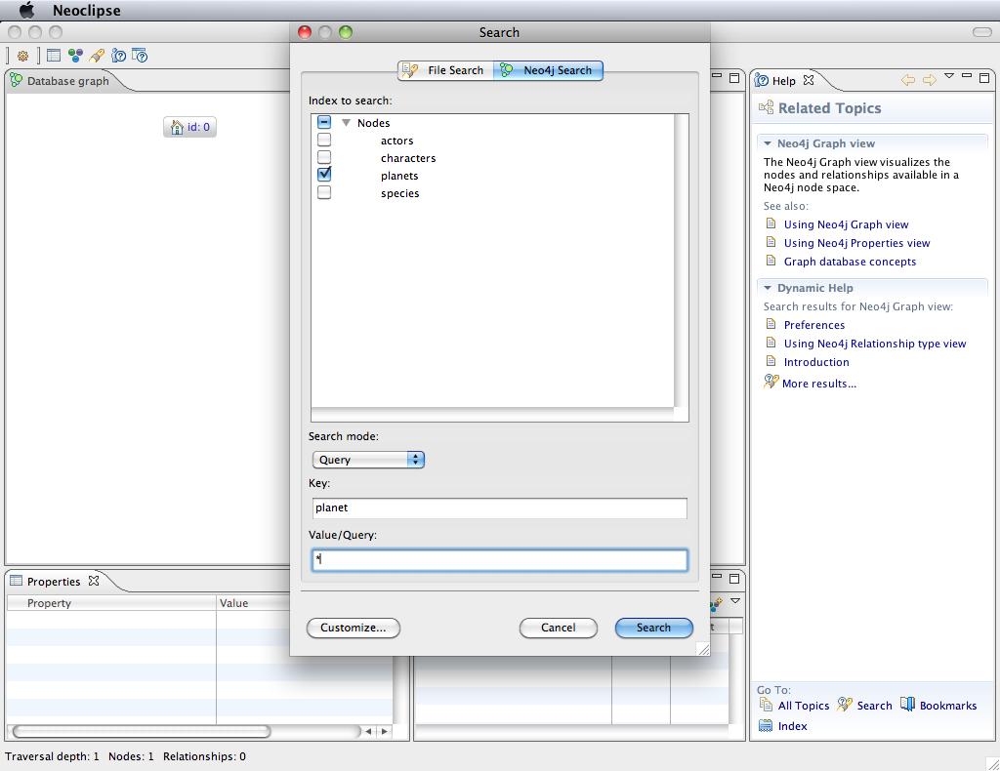 Neoclipse
Search
File Search
Neo4j Search
Index to search:
Nodes
actors
characters
planets
species
Search mode:
Query
Key:
planet
Value/Query:
*
Customize...
Cancel
Search
Database graph
id: 0
Properties
Property
Value
t
Help
Related Topics
Neo4j Graph view
The Neo4j Graph view visualizes the
nodes and relationships available in a
Neo4j node space.
See also:
Using Neo4j Graph view
Using Neo4j Properties view
Graph database concepts
Dynamic Help
Search results for Neo4j Graph view:
Preferences
Using Neo4j Relationship type view
Introduction
More results...
Go To:
All Topics
Search
Bookmarks
Index
Traversal depth: 1 Nodes: 1 Relationships: 0